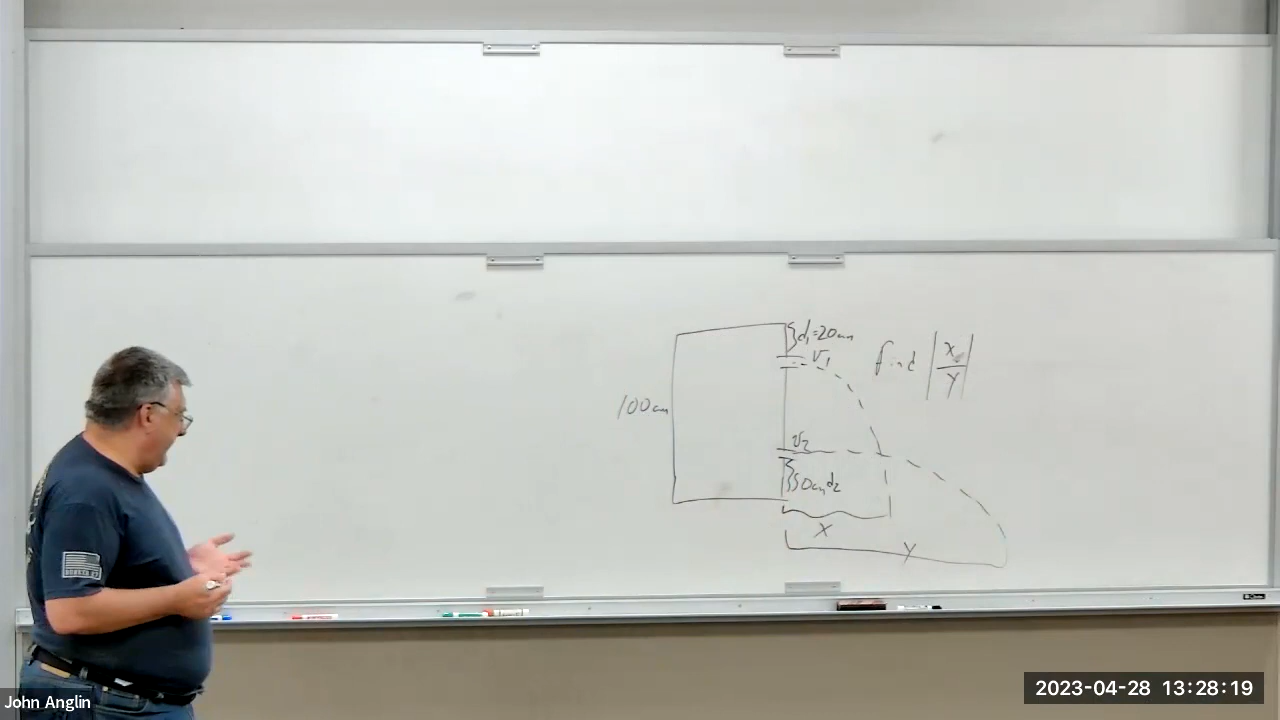 d₁=20cm
v₁
find |x/y|
100cm
v₂
50cm d₂
x
y
John Anglin
2023-04-28 13:28:19